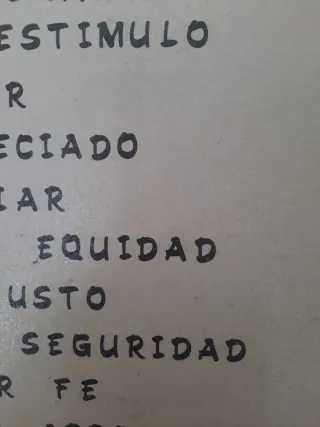 ESTIMULO
R
ECIADO
IAR
EQUIDAD
USTO
SEGURIDAD
R FE